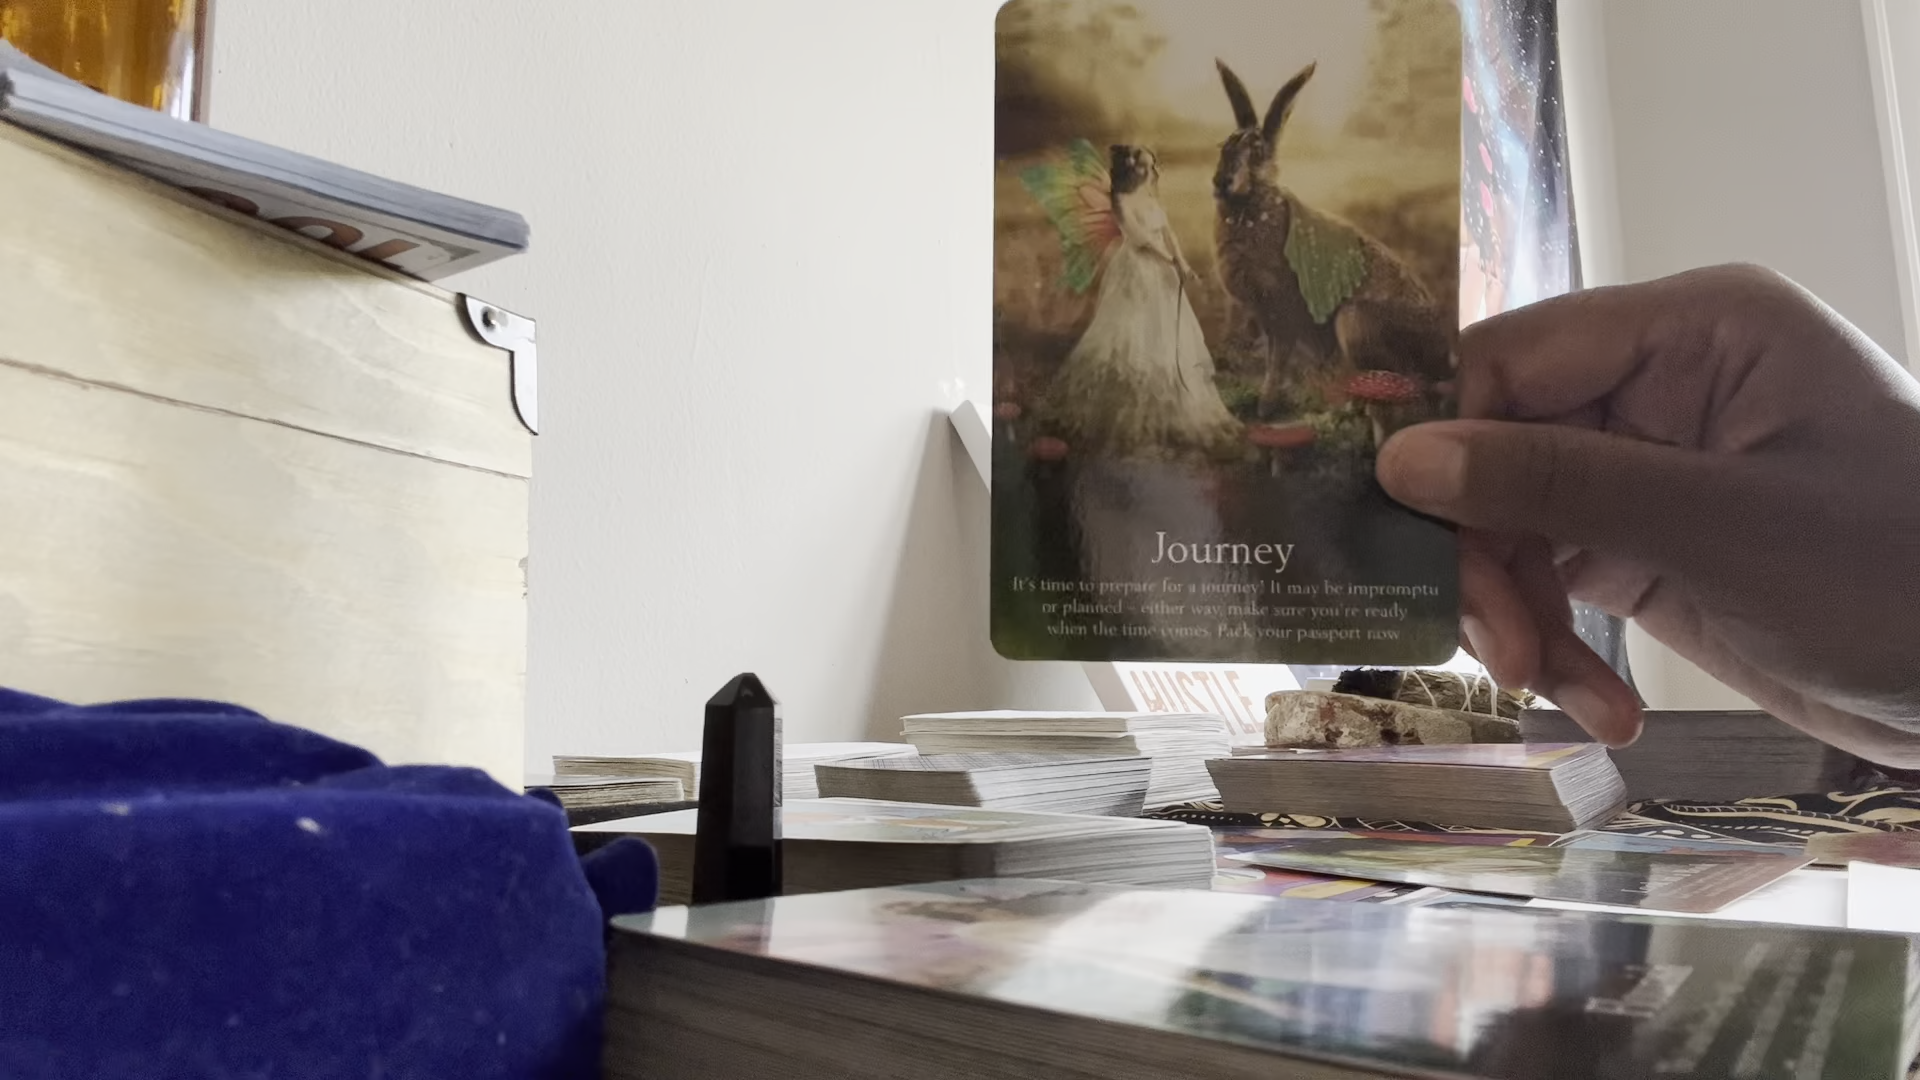 Journey
It's time to prepare for a journey! It may be impromptu
or planned – either way, make sure you're ready
when the time comes. Pack your passport now
HUSTLE